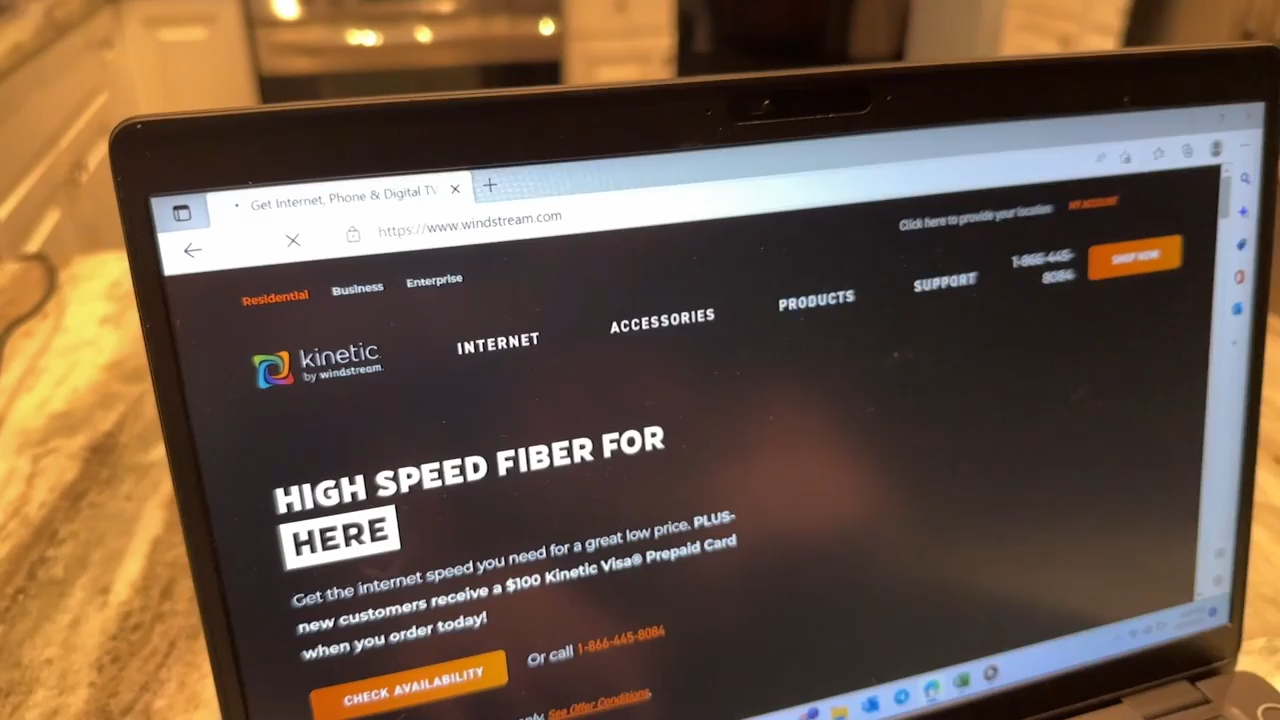 Get Internet, Phone & Digital TV
https://www.windstream.com
Click here to provide your location
MY ACCOUNT
Residential
Business
Enterprise
1-866-445-
8084
SHOP NOW
kinetic
by windstream.
INTERNET
ACCESSORIES
PRODUCTS
SUPPORT
HIGH SPEED FIBER FOR
HERE
Get the internet speed you need for a great low price. PLUS-
new customers receive a $100 Kinetic Visa® Prepaid Card
when you order today!
CHECK AVAILABILITY
Or call 1-866-445-8084
See Offer Conditions